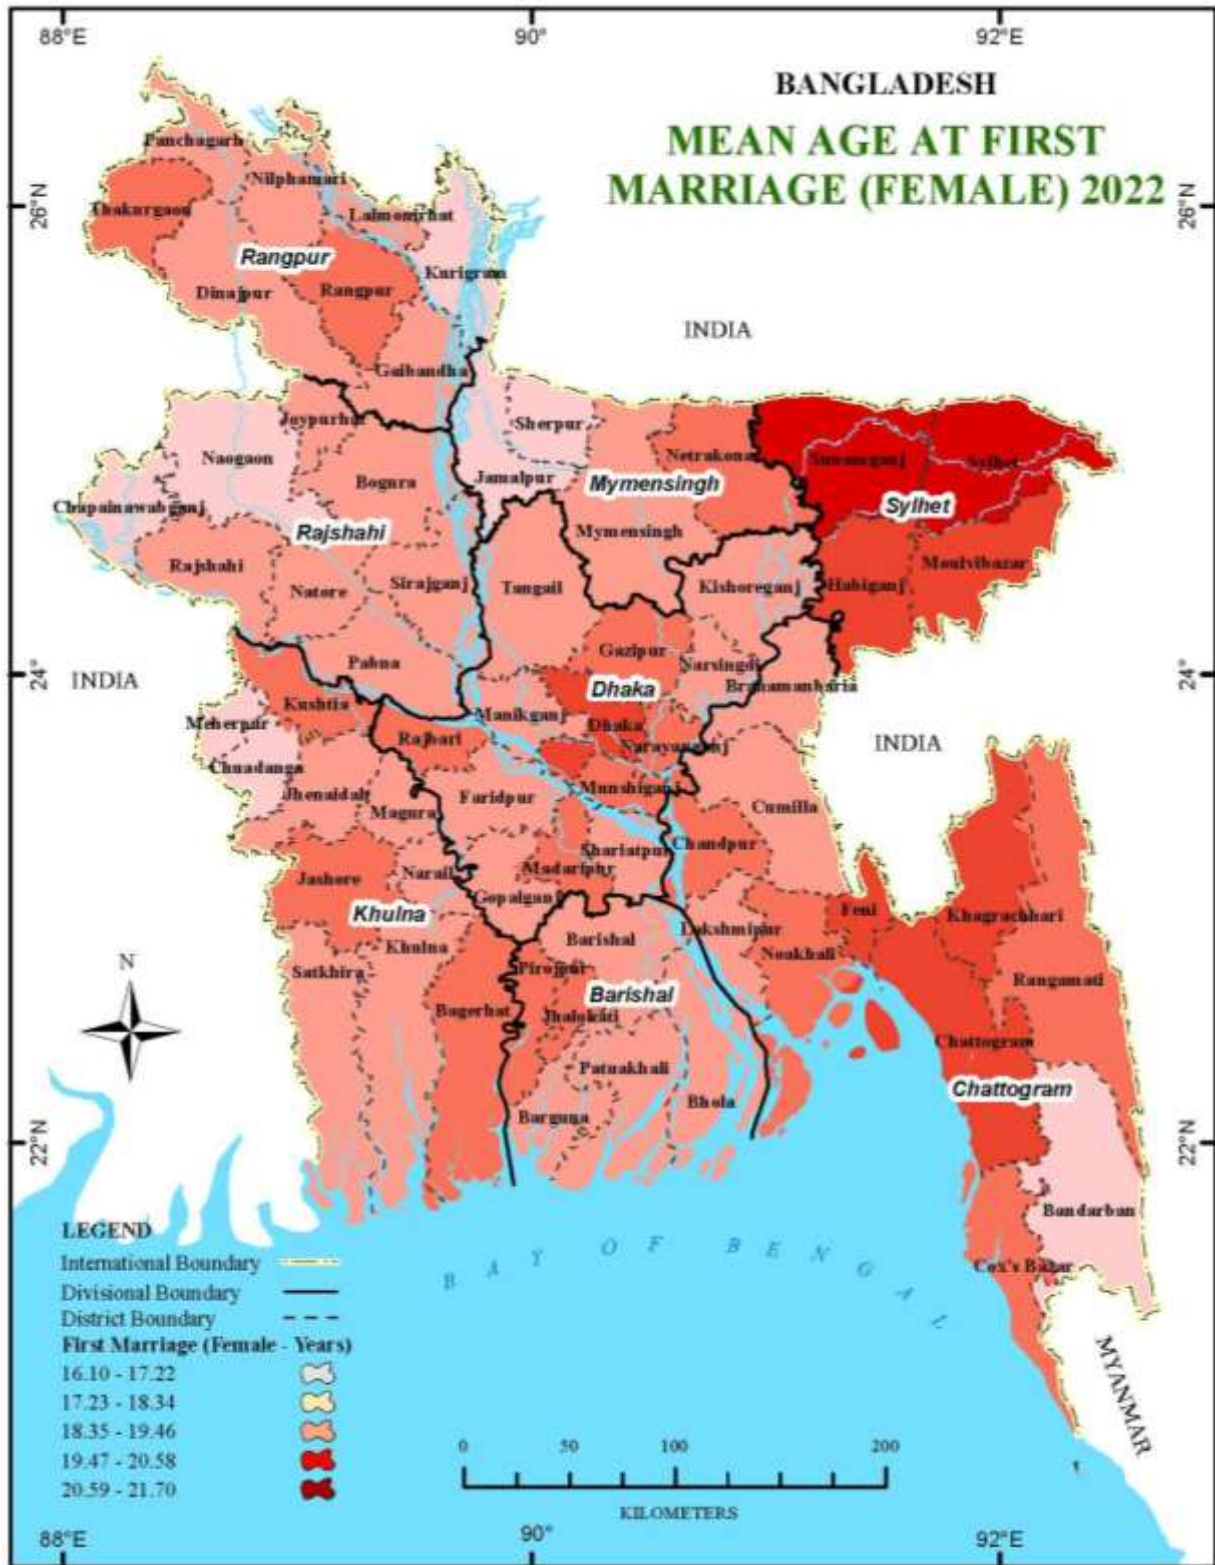 88°E 90° 92°E
BANGLADESH
MEAN AGE AT FIRST
MARRIAGE (FEMALE) 2022
26°N
26°N
Panchagarh
Nilphamari
Thakurgaon
Lalmonirhat
Rangpur
Kurigram
Dinajpur
Rangpur
INDIA
Gaibandha
Joypurhat
Sherpur
Naogaon
Netrakona
Sunamganj
Sylhet
Bogura
Jamalpur
Mymensingh
Chapainawabganj
Sylhet
Rajshahi
Mymensingh
Rajshahi
Moulvibazar
Sirajganj
Tangail
Kishoreganj
Habiganj
Natore
Gazipur
Pabna
Narsingdi
24°
INDIA
24°
Dhaka
Brahamanbaria
Kushtia
Manikganj
Meherpur
Dhaka
Rajbari
Narayanganj
INDIA
Chuadanga
Munshiganj
Jhenaidah
Faridpur
Magura
Cumilla
Chandpur
Shariatpur
Madaripur
Narail
Jashore
Gopalganj
Khulna
Feni
Khagrachhari
Lakshmipur
Barishal
Khulna
Noakhali
Pirojpur
Satkhira
Rangamati
N
Barishal
Bagerhat
Jhalokati
Chattogram
Patuakhali
Chattogram
Bhola
Barguna
22°N
22°N
Bandarban
LEGEND
BAY OF BENGAL
International Boundary
Cox's Bazar
Divisional Boundary
District Boundary
First Marriage (Female - Years)
16.10 - 17.22
17.23 - 18.34
18.35 - 19.46
19.47 - 20.58
20.59 - 21.70
MYANMAR
0 50 100 200
KILOMETERS
88°E 90° 92°E